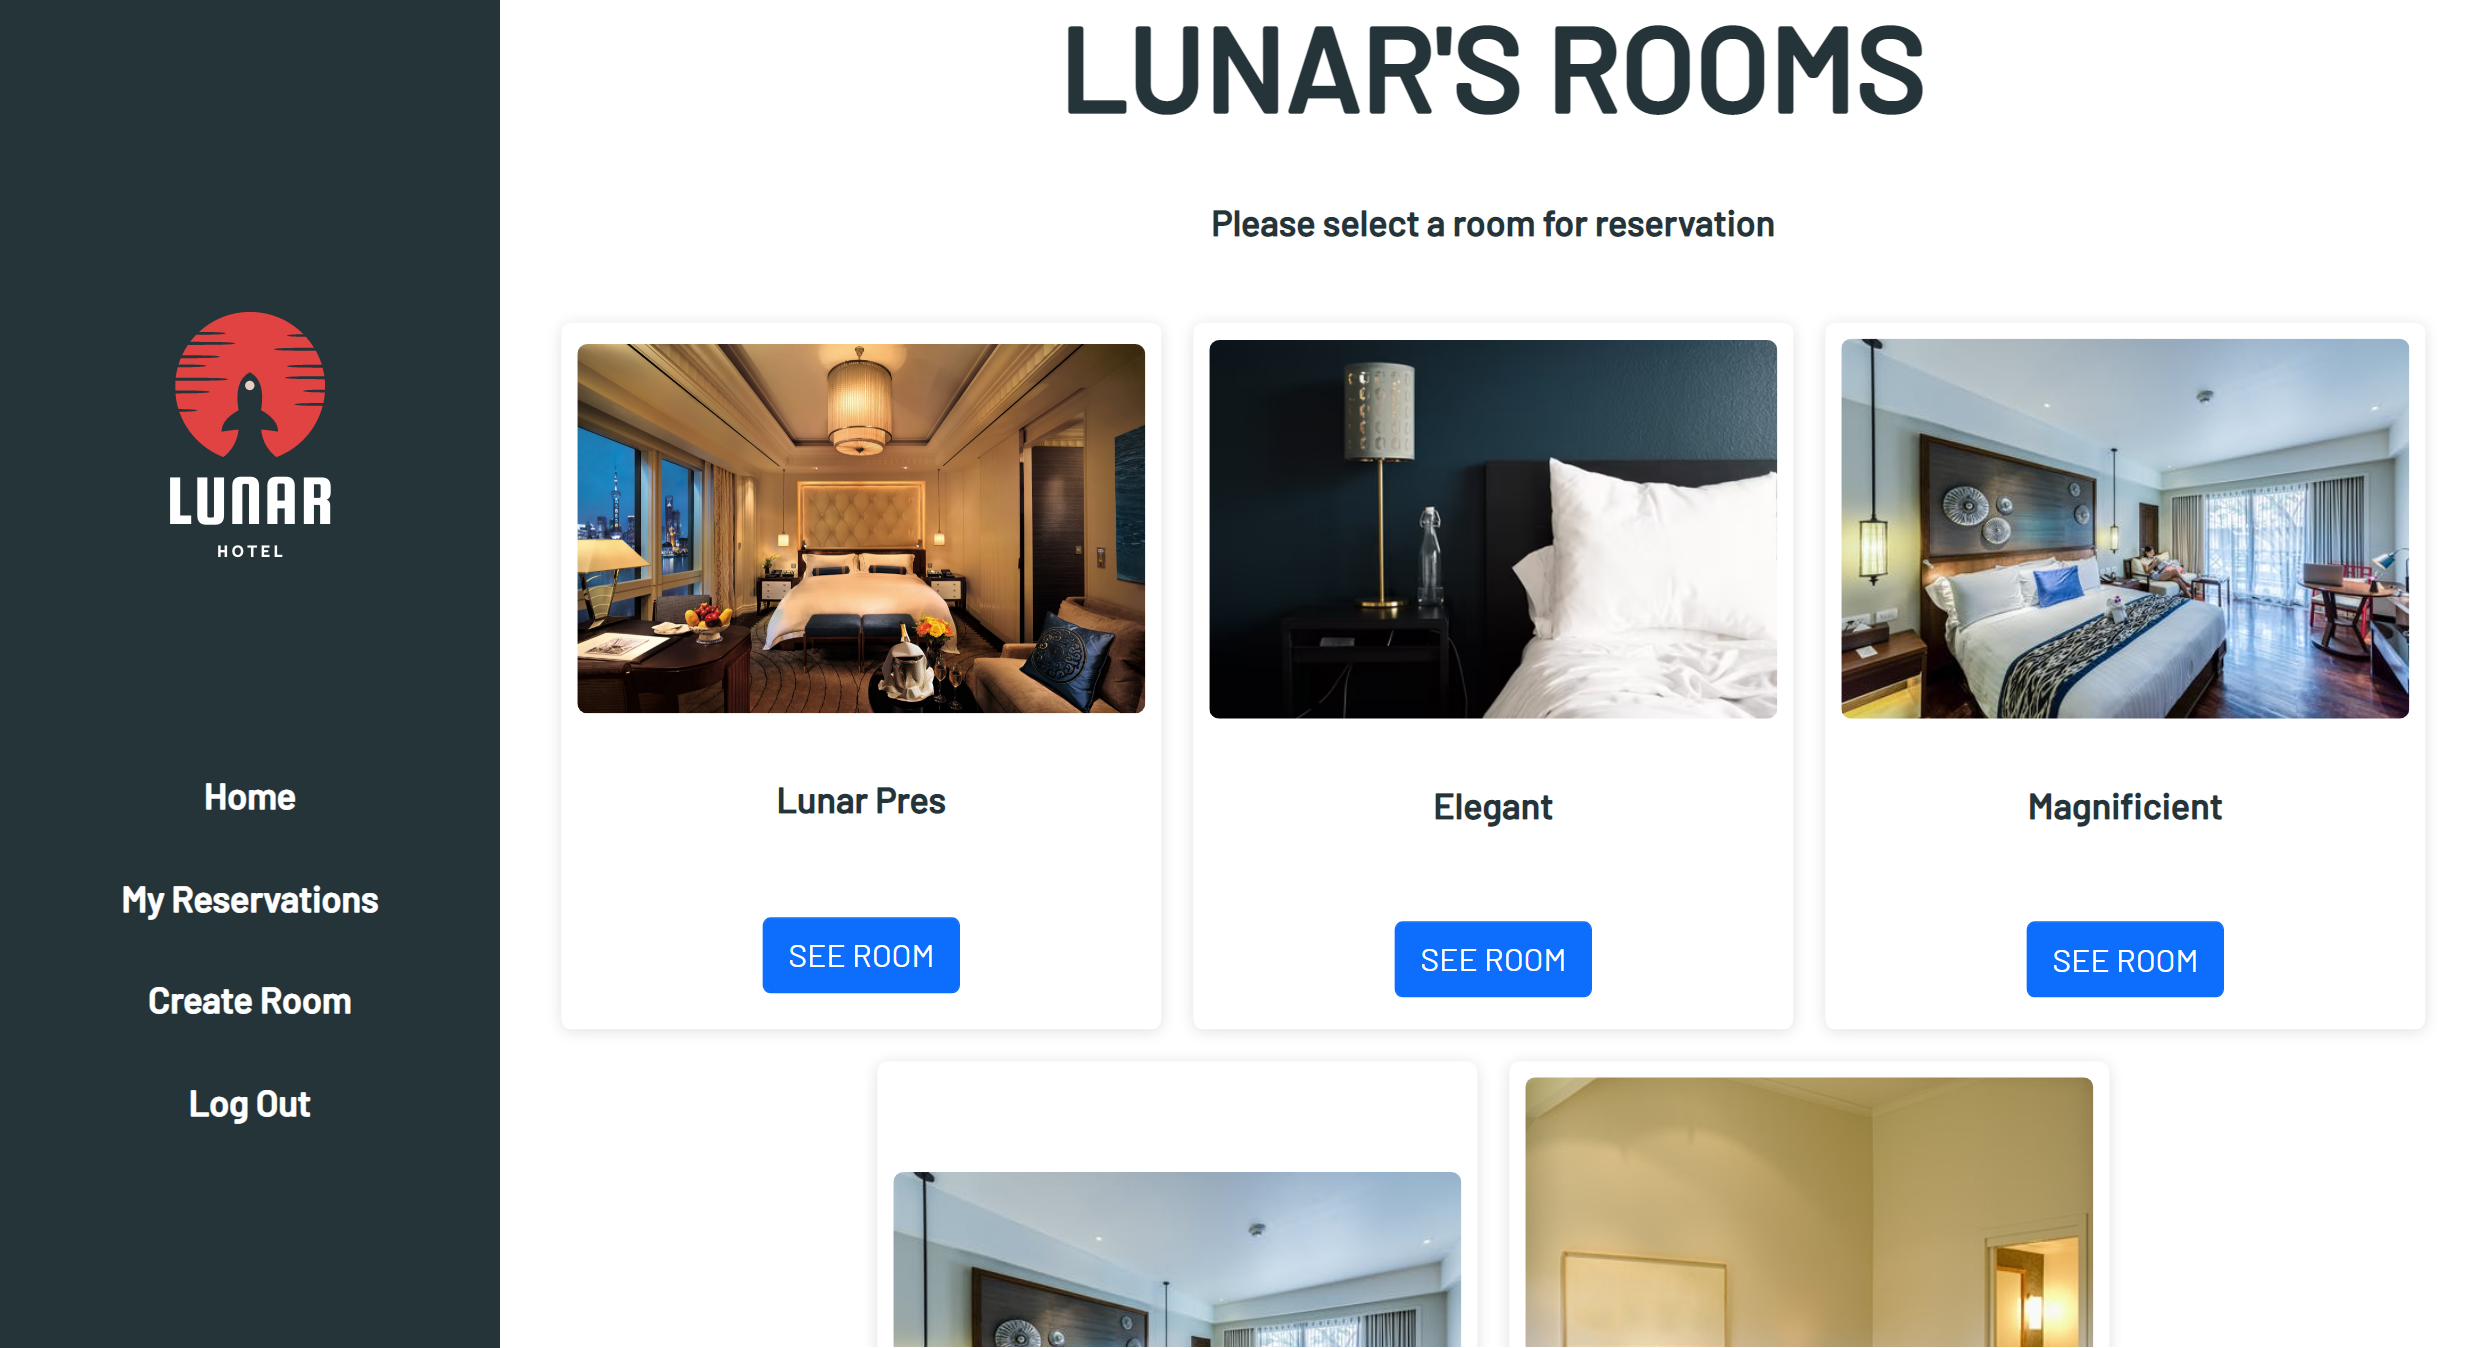 LUNAR
HOTEL
Home
My Reservations
Create Room
Log Out
LUNAR'S ROOMS
Please select a room for reservation
Lunar Pres
SEE ROOM
Elegant
SEE ROOM
Magnificient
SEE ROOM